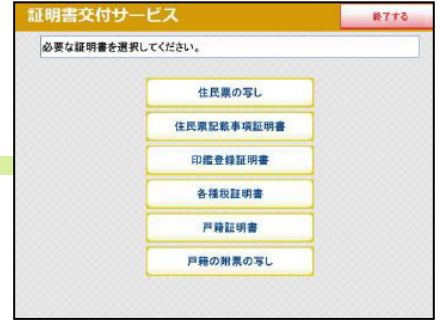 証明書交付サービス
終了する
必要な証明書を選択してください。
住民票の写し
住民票記載事項証明書
印鑑登録証明書
各種税証明書
戸籍証明書
戸籍の附票の写し